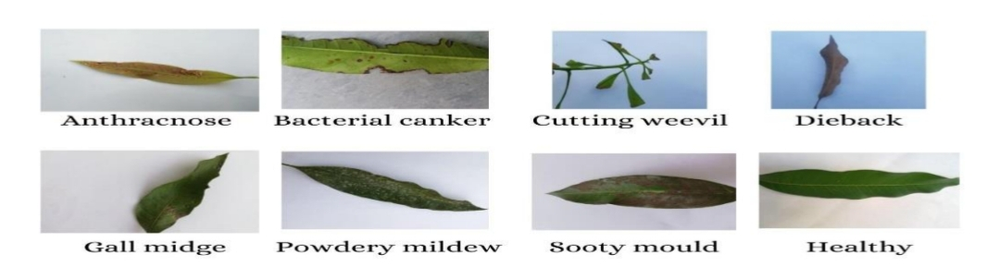 Anthracnose
Bacterial canker
Cutting weevil
Dieback
Gall midge
Powdery mildew
Sooty mould
Healthy